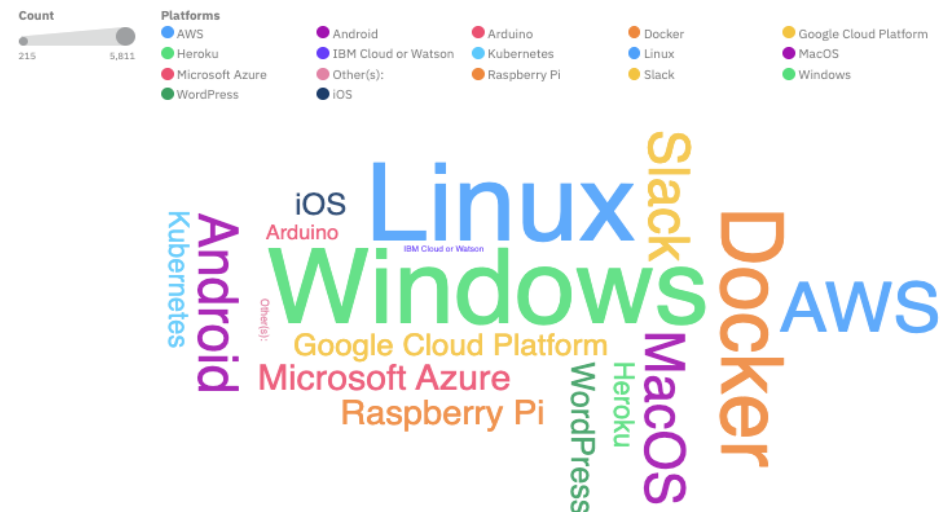 Count
Platforms
215 5,811
AWS Android Arduino Docker Google Cloud Platform
Heroku IBM Cloud or Watson Kubernetes Linux MacOS
Microsoft Azure Other(s): Raspberry Pi Slack Windows
WordPress iOS
Slack
Linux
iOS
Kubernetes
Android
Arduino
Docker
IBM Cloud or Watson
Windows
AWS
Other(s):
Google Cloud Platform
MacOS
Microsoft Azure
WordPress
Heroku
Raspberry Pi